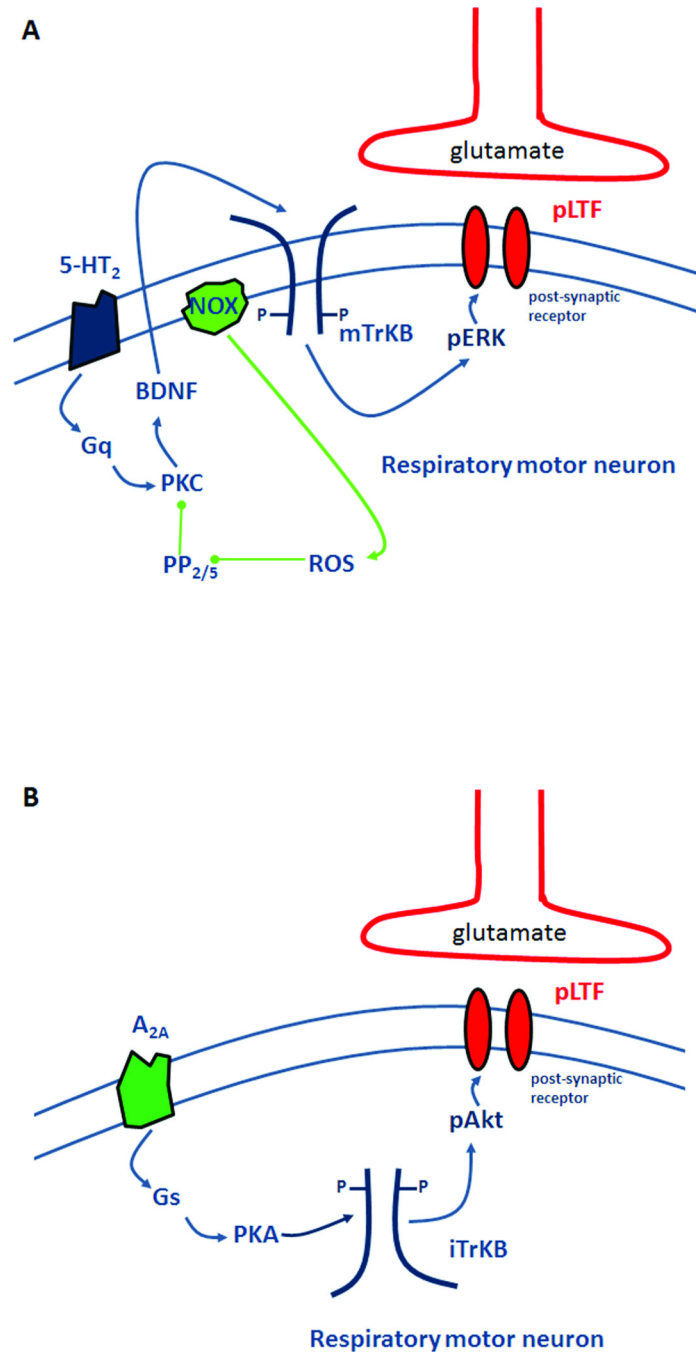 A
glutamate
pLTF
5-HT2
NOX
post-synaptic
receptor
P
P
mTrKB
pERK
BDNF
Gq
Respiratory motor neuron
PKC
PP2/5
ROS
B
glutamate
pLTF
A2A
post-synaptic
receptor
pAkt
P
P
Gs
PKA
iTrKB
Respiratory motor neuron